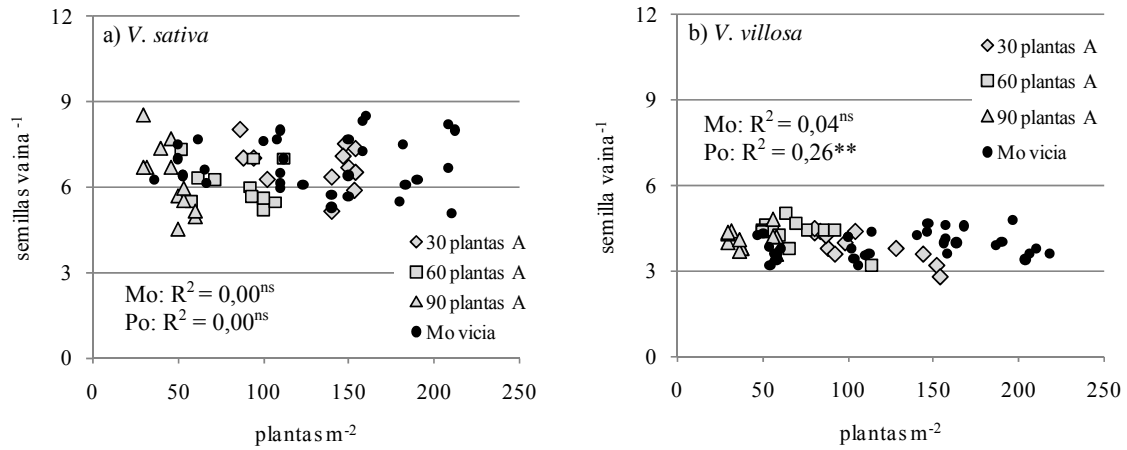 a) V. sativa
semillas vaina⁻¹
12
9
6
3
0
Mo: R² = 0,00ⁿˢ
Po: R² = 0,00ⁿˢ
30 plantas A
60 plantas A
90 plantas A
Mo vicia
0 50 100 150 200 250
plantas m⁻²
b) V. villosa
semilla vaina⁻¹
12
9
6
3
0
30 plantas A
60 plantas A
90 plantas A
Mo vicia
Mo: R² = 0,04ⁿˢ
Po: R² = 0,26**
0 50 100 150 200 250
plantas m⁻²